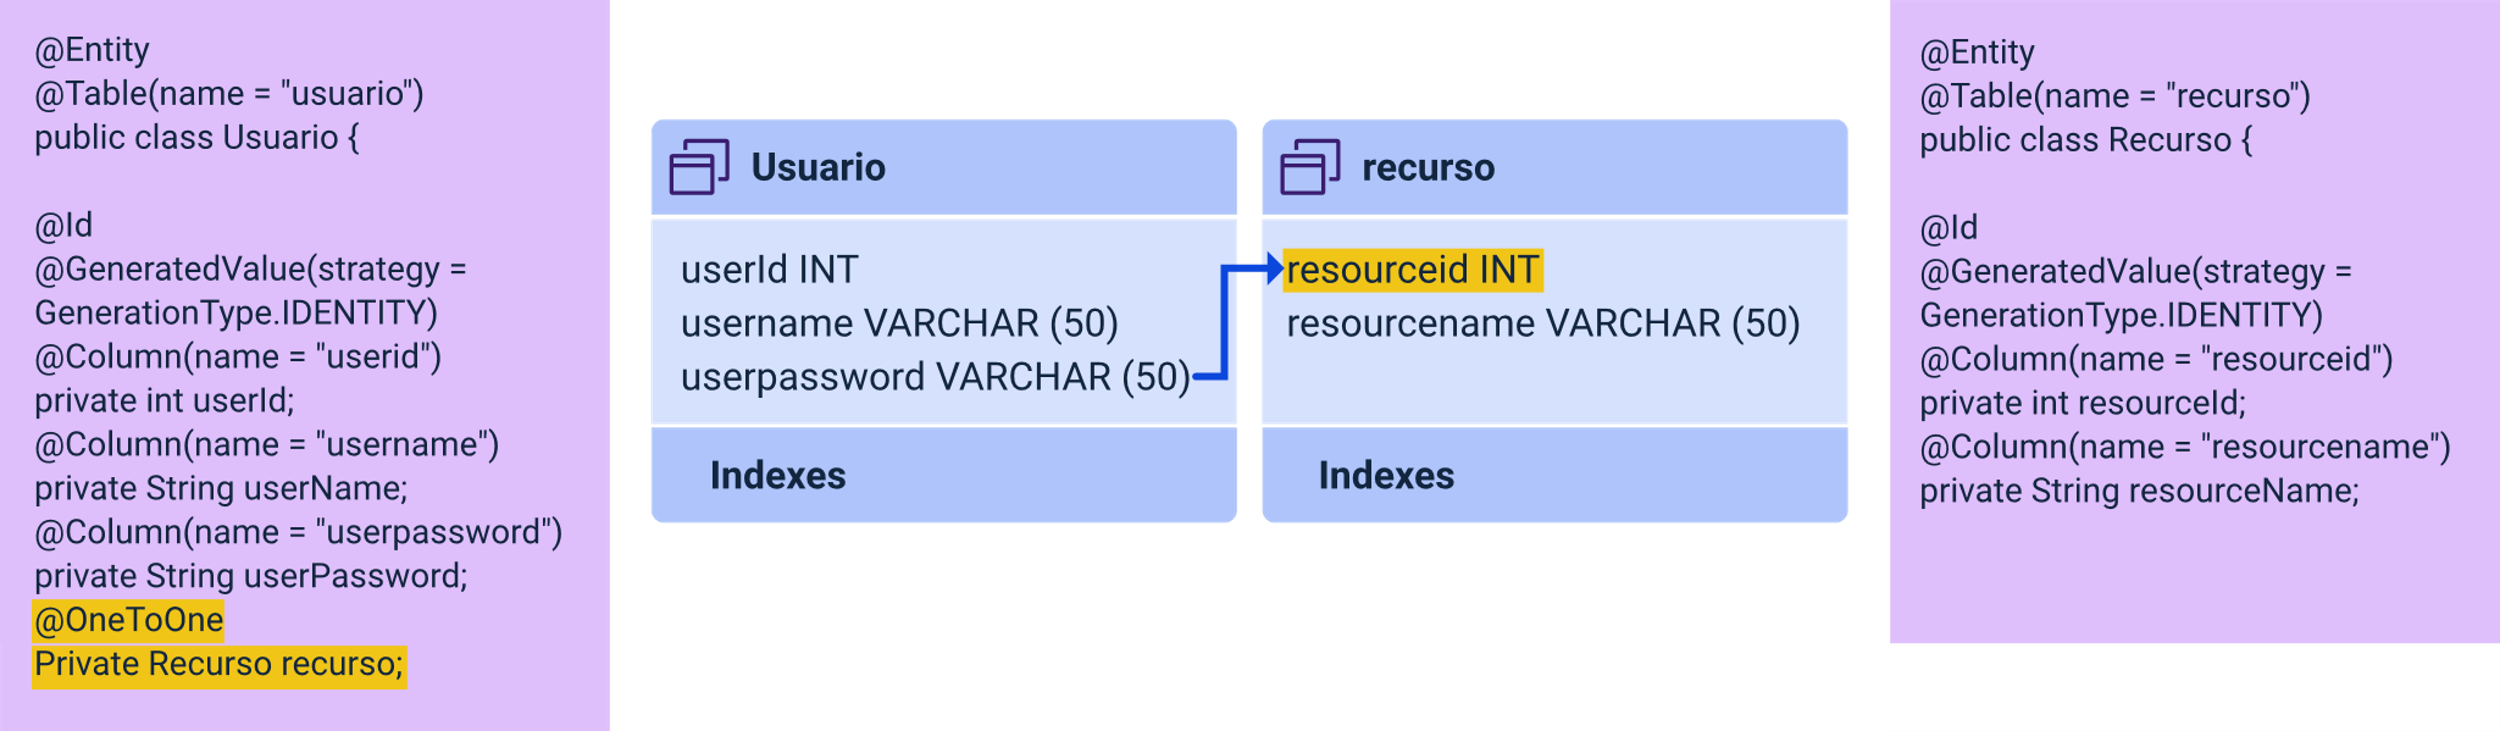 @Entity
@Table(name = "usuario")
public class Usuario {
@Id
@GeneratedValue(strategy =
GenerationType.IDENTITY)
@Column(name = "userid")
private int userId;
@Column(name = "username")
private String userName;
@Column(name = "userpassword")
private String userPassword;
@OneToOne
Private Recurso recurso;
Usuario
userId INT
username VARCHAR (50)
userpassword VARCHAR (50)
Indexes
recurso
resourceid INT
resourcename VARCHAR (50)
Indexes
@Entity
@Table(name = "recurso")
public class Recurso {
@Id
@GeneratedValue(strategy =
GenerationType.IDENTITY)
@Column(name = "resourceid")
private int resourceId;
@Column(name = "resourcename")
private String resourceName;